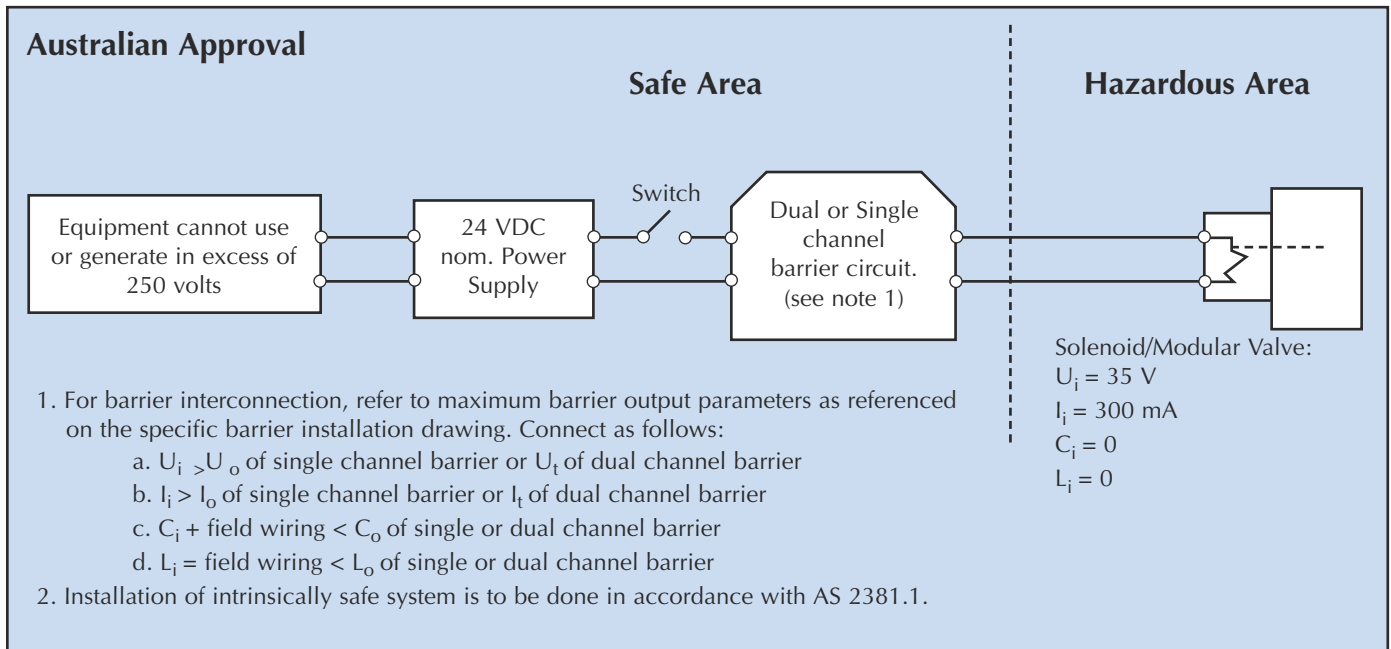 Australian Approval
Safe Area
Hazardous Area
Equipment cannot use
or generate in excess of
250 volts
24 VDC
nom. Power
Supply
Switch
Dual or Single
channel
barrier circuit.
(see note 1)
Solenoid/Modular Valve:
Uᵢ = 35 V
Iᵢ = 300 mA
Cᵢ = 0
Lᵢ = 0
1. For barrier interconnection, refer to maximum barrier output parameters as referenced
on the specific barrier installation drawing. Connect as follows:
a. Uᵢ >Uₒ of single channel barrier or Uₜ of dual channel barrier
b. Iᵢ > Iₒ of single channel barrier or Iₜ of dual channel barrier
c. Cᵢ + field wiring < Cₒ of single or dual channel barrier
d. Lᵢ = field wiring < Lₒ of single or dual channel barrier
2. Installation of intrinsically safe system is to be done in accordance with AS 2381.1.